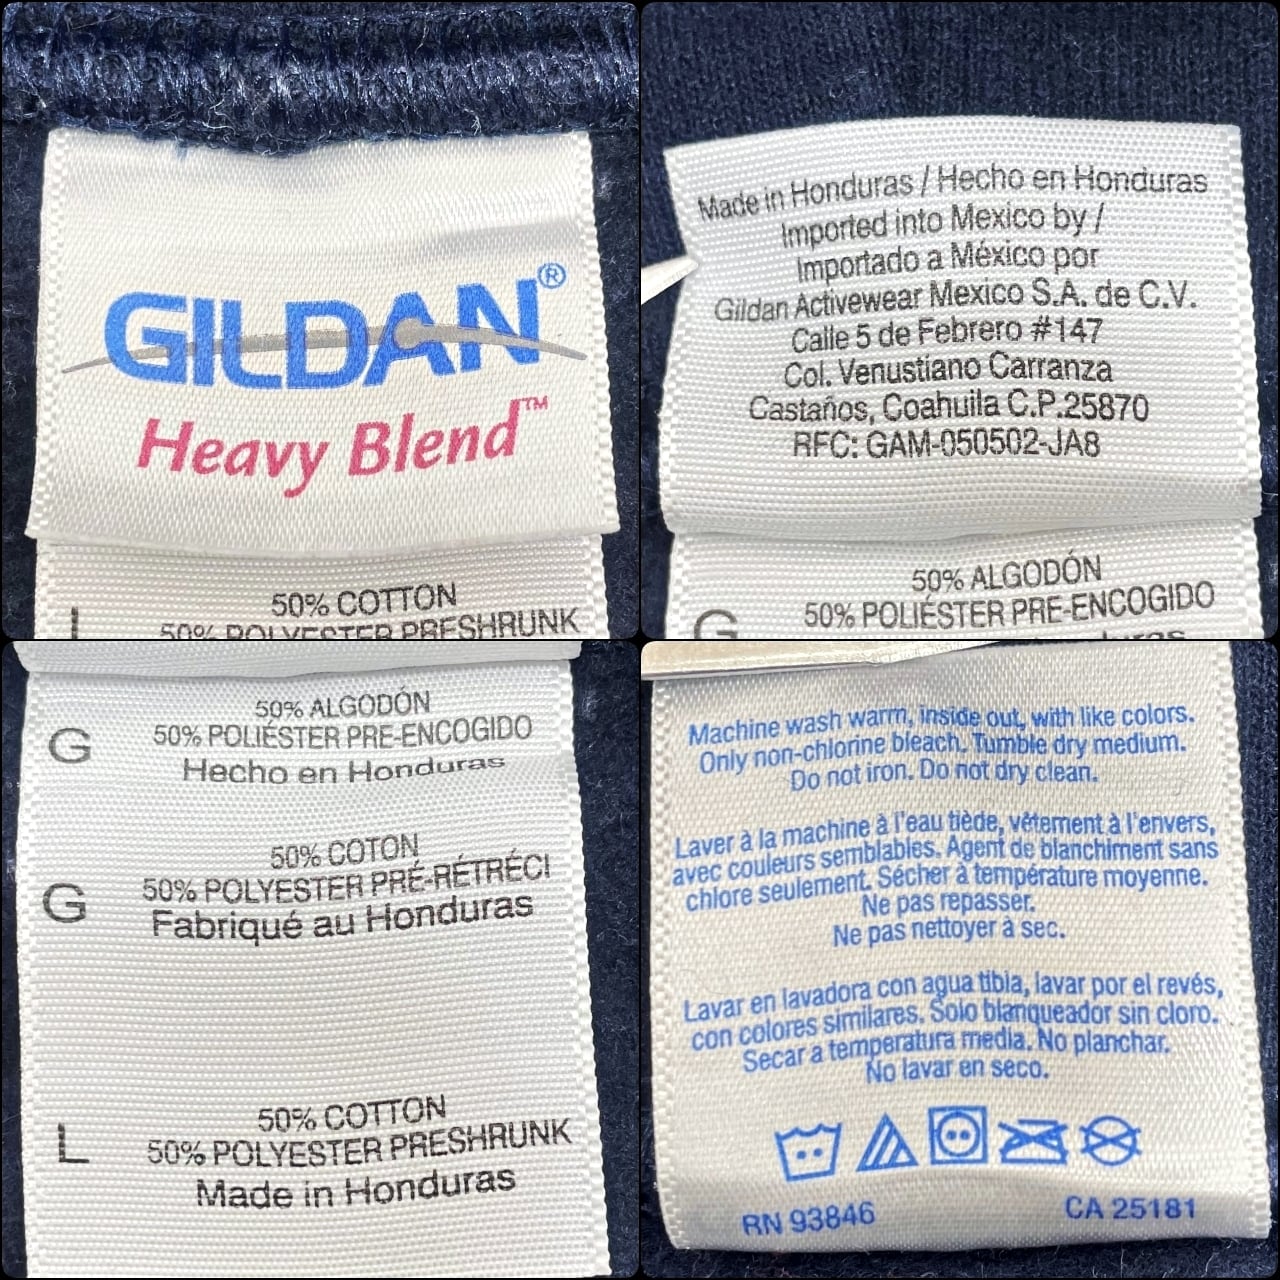 GILDAN®
Heavy Blend™
50% COTTON
L
50% POLYESTER PRESHRUNK
Made in Honduras / Hecho en Honduras
Imported into Mexico by /
Importado a México por
Gildan Activewear Mexico S.A. de C.V.
Calle 5 de Febrero #147
Col. Venustiano Carranza
Castaños, Coahuila C.P.25870
RFC: GAM-050502-JA8
50% ALGODÓN
G
50% POLIÉSTER PRE-ENCOGIDO
Honduras
50% ALGODÓN
G
50% POLIÉSTER PRE-ENCOGIDO
Hecho en Honduras
50% COTON
G
50% POLYESTER PRÉ-RÉTRÉCI
Fabriqué au Honduras
50% COTTON
L
50% POLYESTER PRESHRUNK
Made in Honduras
Machine wash warm, inside out, with like colors.
Only non-chlorine bleach. Tumble dry medium.
Do not iron. Do not dry clean.
Laver à la machine à l'eau tiède, vêtement à l'envers,
avec couleurs semblables. Agent de blanchiment sans
chlore seulement. Sécher à température moyenne.
Ne pas repasser.
Ne pas nettoyer à sec.
Lavar en lavadora con agua tibia, lavar por el revés,
con colores similares. Solo blanqueador sin cloro.
Secar a temperatura media. No planchar.
No lavar en seco.
RN 93846 CA 25181